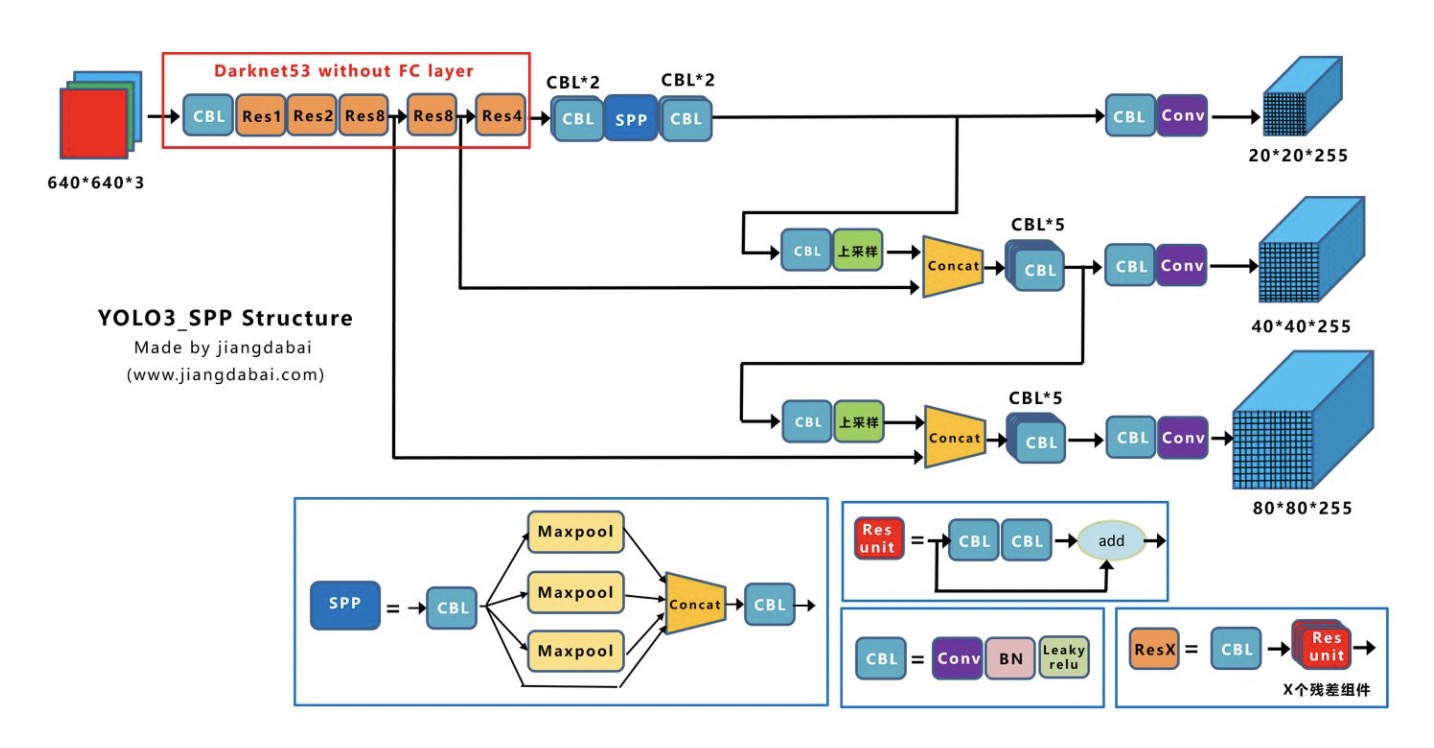 Darknet53 without FC layer
CBL*2
CBL*2
CBL
Res1
Res2
Res8
Res8
Res4
CBL
SPP
CBL
CBL
Conv
20*20*255
640*640*3
CBL*5
CBL
上采样
Concat
CBL
CBL
Conv
40*40*255
YOLO3_SPP Structure
Made by jiangdabai
(www.jiangdabai.com)
CBL*5
CBL
上采样
Concat
CBL
CBL
Conv
80*80*255
SPP
=
CBL
Maxpool
Maxpool
Maxpool
Concat
CBL
Res
unit
=
CBL
CBL
add
CBL
=
Conv
BN
Leaky
relu
ResX
=
CBL
Res
unit
X个残差组件